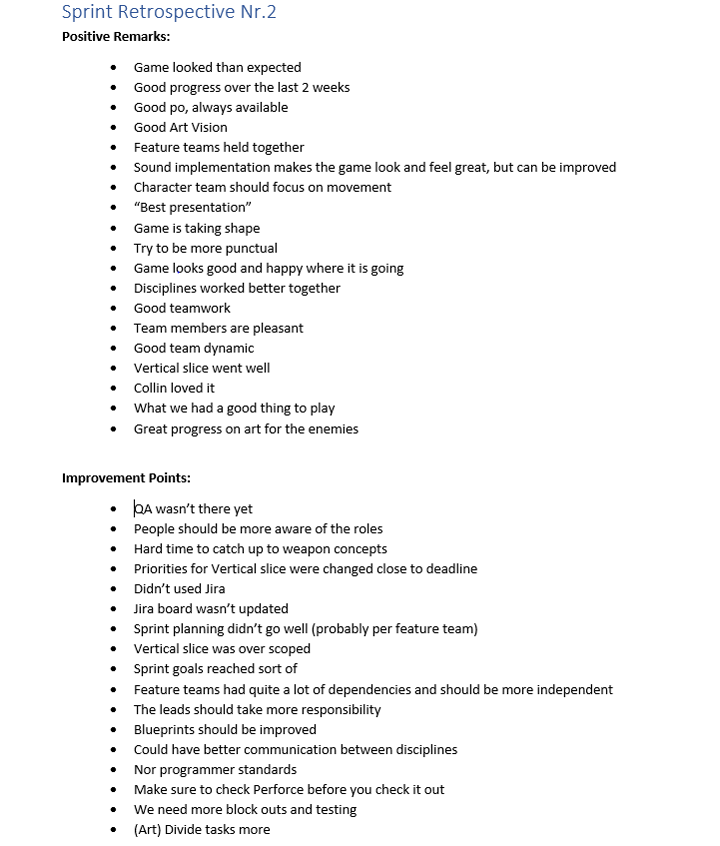 Sprint Retrospective Nr.2
Positive Remarks:
• Game looked than expected
• Good progress over the last 2 weeks
• Good po, always available
• Good Art Vision
• Feature teams held together
• Sound implementation makes the game look and feel great, but can be improved
• Character team should focus on movement
• “Best presentation”
• Game is taking shape
• Try to be more punctual
• Game looks good and happy where it is going
• Disciplines worked better together
• Good teamwork
• Team members are pleasant
• Good team dynamic
• Vertical slice went well
• Collin loved it
• What we had a good thing to play
• Great progress on art for the enemies
Improvement Points:
• QA wasn’t there yet
• People should be more aware of the roles
• Hard time to catch up to weapon concepts
• Priorities for Vertical slice were changed close to deadline
• Didn’t used Jira
• Jira board wasn’t updated
• Sprint planning didn’t go well (probably per feature team)
• Vertical slice was over scoped
• Sprint goals reached sort of
• Feature teams had quite a lot of dependencies and should be more independent
• The leads should take more responsibility
• Blueprints should be improved
• Could have better communication between disciplines
• Nor programmer standards
• Make sure to check Perforce before you check it out
• We need more block outs and testing
• (Art) Divide tasks more